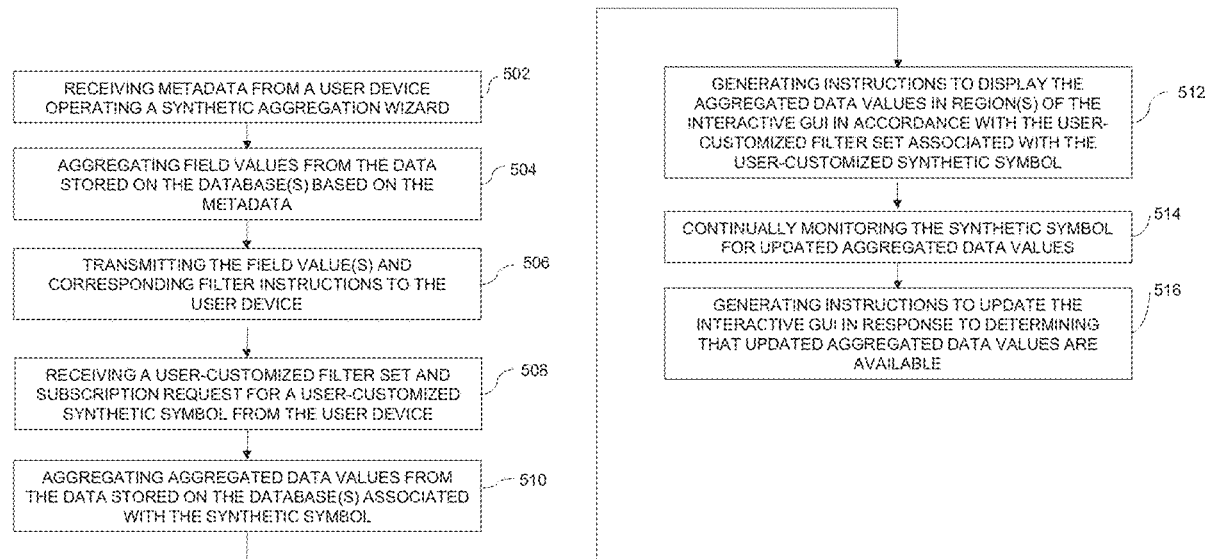 502
RECEIVING METADATA FROM A USER DEVICE
OPERATING A SYNTHETIC AGGREGATION WIZARD
AGGREGATING FIELD VALUES FROM THE DATA
STORED ON THE DATABASE(S) BASED ON THE
METADATA
504
TRANSMITTING THE FIELD VALUE(S) AND
CORRESPONDING FILTER INSTRUCTIONS TO THE
USER DEVICE
506
RECEIVING A USER-CUSTOMIZED FILTER SET AND
SUBSCRIPTION REQUEST FOR A USER-CUSTOMIZED
SYNTHETIC SYMBOL FROM THE USER DEVICE
508
AGGREGATING AGGREGATED DATA VALUES FROM
THE DATA STORED ON THE DATABASE(S) ASSOCIATED
WITH THE SYNTHETIC SYMBOL
510
GENERATING INSTRUCTIONS TO DISPLAY THE
AGGREGATED DATA VALUES IN REGION(S) OF THE
INTERACTIVE GUI IN ACCORDANCE WITH THE USER-
CUSTOMIZED FILTER SET ASSOCIATED WITH THE
USER-CUSTOMIZED SYNTHETIC SYMBOL
512
CONTINUALLY MONITORING THE SYNTHETIC SYMBOL
FOR UPDATED AGGREGATED DATA VALUES
514
GENERATING INSTRUCTIONS TO UPDATE THE
INTERACTIVE GUI IN RESPONSE TO DETERMINING
THAT UPDATED AGGREGATED DATA VALUES ARE
AVAILABLE
516